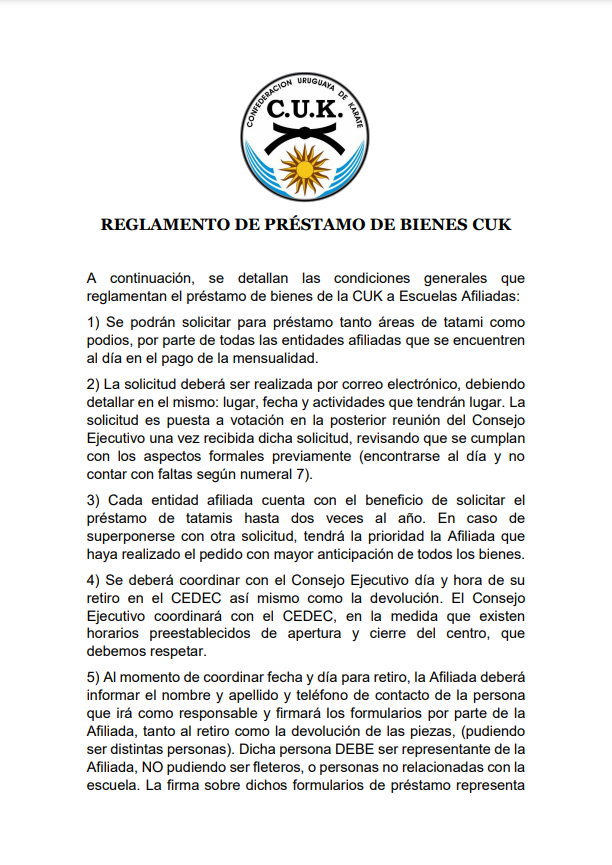 CONFEDERACION URUGUAYA DE KARATE
C.U.K.
REGLAMENTO DE PRÉSTAMO DE BIENES CUK
A continuación, se detallan las condiciones generales que
reglamentan el préstamo de bienes de la CUK a Escuelas Afiliadas:
1) Se podrán solicitar para préstamo tanto áreas de tatami como
podios, por parte de todas las entidades afiliadas que se encuentren
al día en el pago de la mensualidad.
2) La solicitud deberá ser realizada por correo electrónico, debiendo
detallar en el mismo: lugar, fecha y actividades que tendrán lugar. La
solicitud es puesta a votación en la posterior reunión del Consejo
Ejecutivo una vez recibida dicha solicitud, revisando que se cumplan
con los aspectos formales previamente (encontrarse al día y no
contar con faltas según numeral 7).
3) Cada entidad afiliada cuenta con el beneficio de solicitar el
préstamo de tatamis hasta dos veces al año. En caso de
superponerse con otra solicitud, tendrá la prioridad la Afiliada que
haya realizado el pedido con mayor anticipación de todos los bienes.
4) Se deberá coordinar con el Consejo Ejecutivo día y hora de su
retiro en el CEDEC así mismo como la devolución. El Consejo
Ejecutivo coordinará con el CEDEC, en la medida que existen
horarios preestablecidos de apertura y cierre del centro, que
debemos respetar.
5) Al momento de coordinar fecha y día para retiro, la Afiliada deberá
informar el nombre y apellido y teléfono de contacto de la persona
que irá como responsable y firmará los formularios por parte de la
Afiliada, tanto al retiro como la devolución de las piezas, (pudiendo
ser distintas personas). Dicha persona DEBE ser representante de la
Afiliada, NO pudiendo ser fleteros, o personas no relacionadas con la
escuela. La firma sobre dichos formularios de préstamo representa